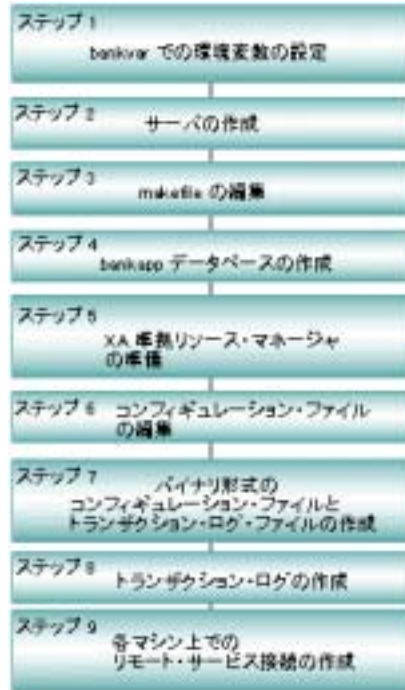 ステップ 1
bankvar での環境変数の設定
ステップ 2
サーバの作成
ステップ 3
makefile の編集
ステップ 4
bankapp データベースの作成
ステップ 5
XA 準拠リソース・マネージャ
の準備
ステップ 6
コンフィギュレーション・ファイル
の編集
ステップ 7
バイナリ形式の
コンフィギュレーション・ファイルと
トランザクション・ログ・ファイルの作成
ステップ 8
トランザクション・ログの作成
ステップ 9
各マシン上での
リモート・サービス接続の作成